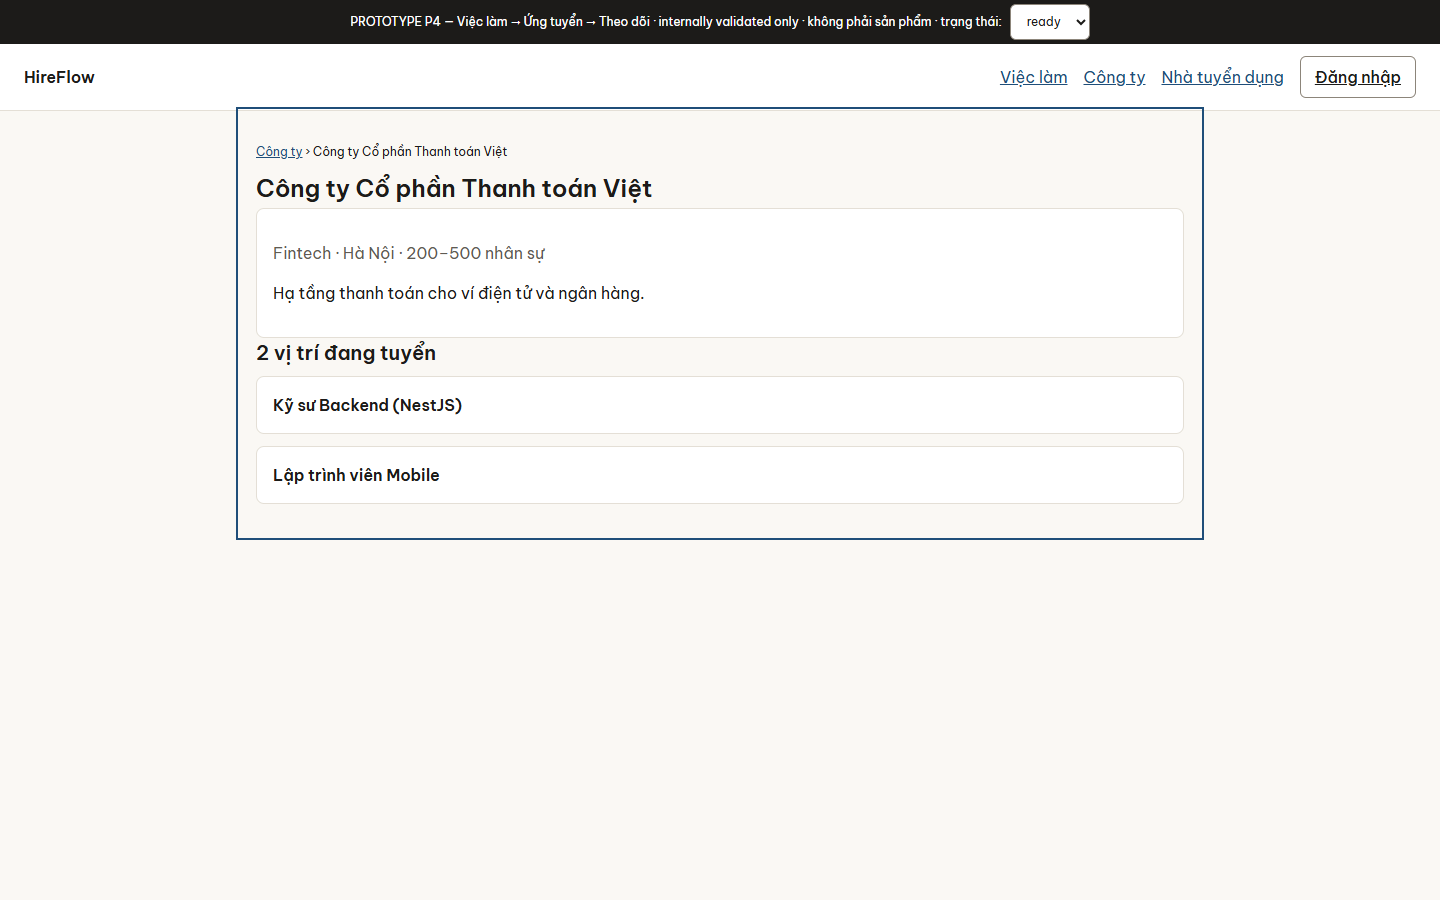 PROTOTYPE P4 — Việc làm → Ứng tuyển → Theo dõi · internally validated only · không phải sản phẩm · trạng thái: ready
HireFlow
Việc làm Công ty Nhà tuyển dụng Đăng nhập
Công ty › Công ty Cổ phần Thanh toán Việt
Công ty Cổ phần Thanh toán Việt
Fintech · Hà Nội · 200–500 nhân sự
Hạ tầng thanh toán cho ví điện tử và ngân hàng.
2 vị trí đang tuyển
Kỹ sư Backend (NestJS)
Lập trình viên Mobile